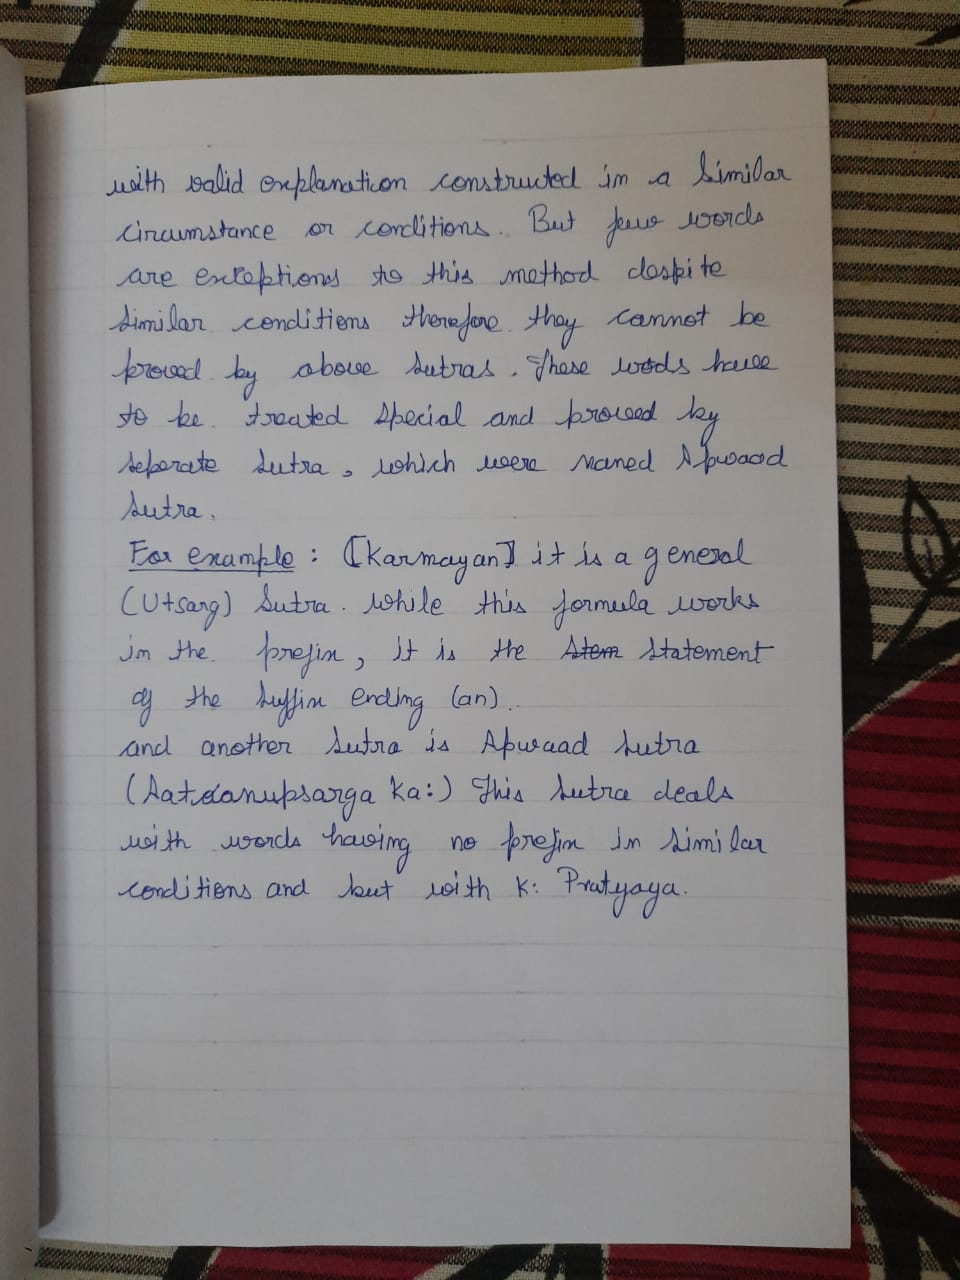 with valid explanation constructed in a similar
circumstance or conditions. But few words
are exceptions to this method despite
similar conditions therefore they cannot be
proved by above sutras. These wods have
to be treated special and proved by
seperate sutra, which were named Apwaad
sutra.
For example: [Karmayan] it is a general
(Utsarg) Sutra. while this formula works
in the prefix, it is the Stem statement
of the suffix ending (an).
and another sutra is Apwaad sutra
(Aatdanupsarga Ka:) This sutra deals
with words having no prefix in similar
conditions and but with K: Pratyaya.